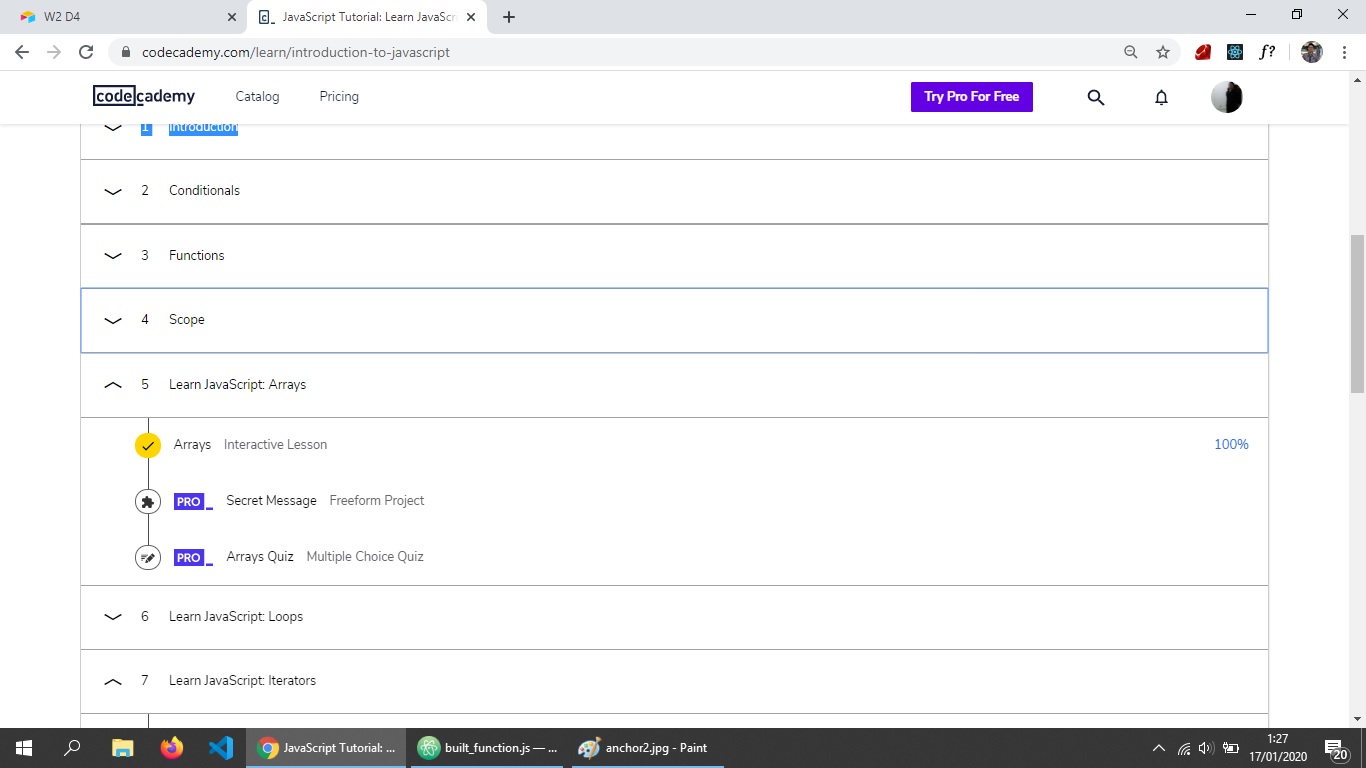 W2 D4
JavaScript Tutorial: Learn JavaScr
codecademy.com/learn/introduction-to-javascript
f?
codecademy Catalog Pricing Try Pro For Free
1 Introduction
2 Conditionals
3 Functions
4 Scope
5 Learn JavaScript: Arrays
Arrays Interactive Lesson 100%
PRO_ Secret Message Freeform Project
PRO_ Arrays Quiz Multiple Choice Quiz
6 Learn JavaScript: Loops
7 Learn JavaScript: Iterators
JavaScript Tutorial: ...
built_function.js — ...
anchor2.jpg - Paint
1:27
17/01/2020
20